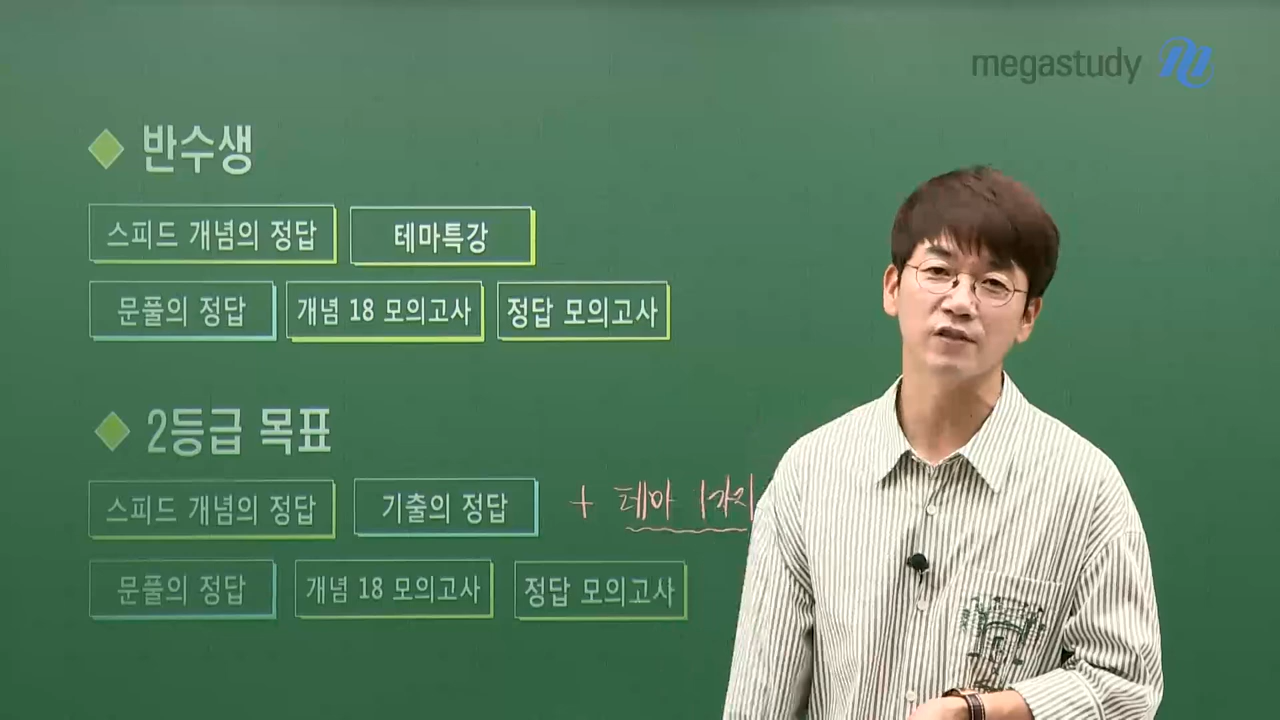 megastudy
반수생
스피드 개념의 정답 테마특강
문풀의 정답 개념 18 모의고사 정답 모의고사
2등급 목표
스피드 개념의 정답 기출의 정답 + 테마 1가지
문풀의 정답 개념 18 모의고사 정답 모의고사